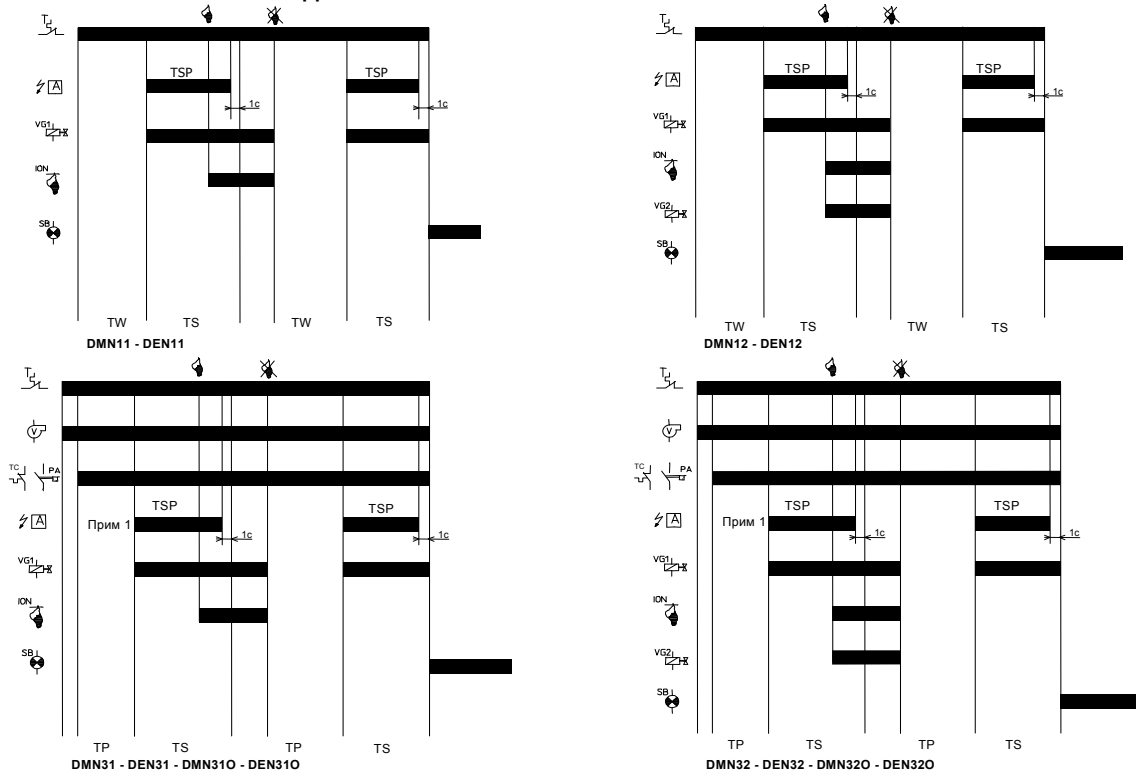 T
TSP
TSP
A
1c
1c
VG1
ION
SB
TW
TS
TW
TS
DMN11 - DEN11
T
TSP
TSP
A
1c
1c
VG1
ION
VG2
SB
TW
TS
TW
TS
DMN12 - DEN12
T
V
TC
PA
TSP
TSP
Прим 1
A
1c
1c
VG1
ION
SB
TP
TS
TP
TS
DMN31 - DEN31 - DMN31O - DEN31O
T
V
TC
PA
TSP
TSP
Прим 1
A
1c
1c
VG1
ION
VG2
SB
TP
TS
TP
TS
DMN32 - DEN32 - DMN32O - DEN32O